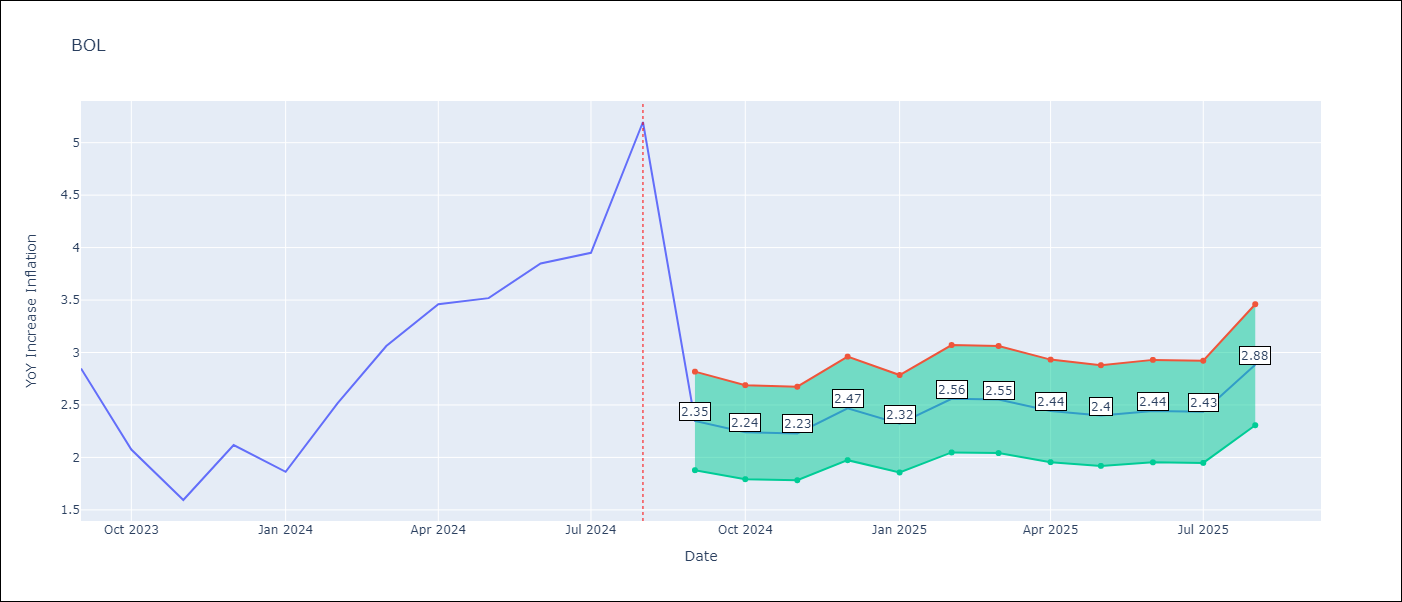 BOL
YoY Increase Inflation
5
4.5
4
3.5
3
2.5
2
1.5
2.35
2.24
2.23
2.47
2.32
2.56
2.55
2.44
2.4
2.44
2.43
2.88
Oct 2023
Jan 2024
Apr 2024
Jul 2024
Oct 2024
Jan 2025
Apr 2025
Jul 2025
Date